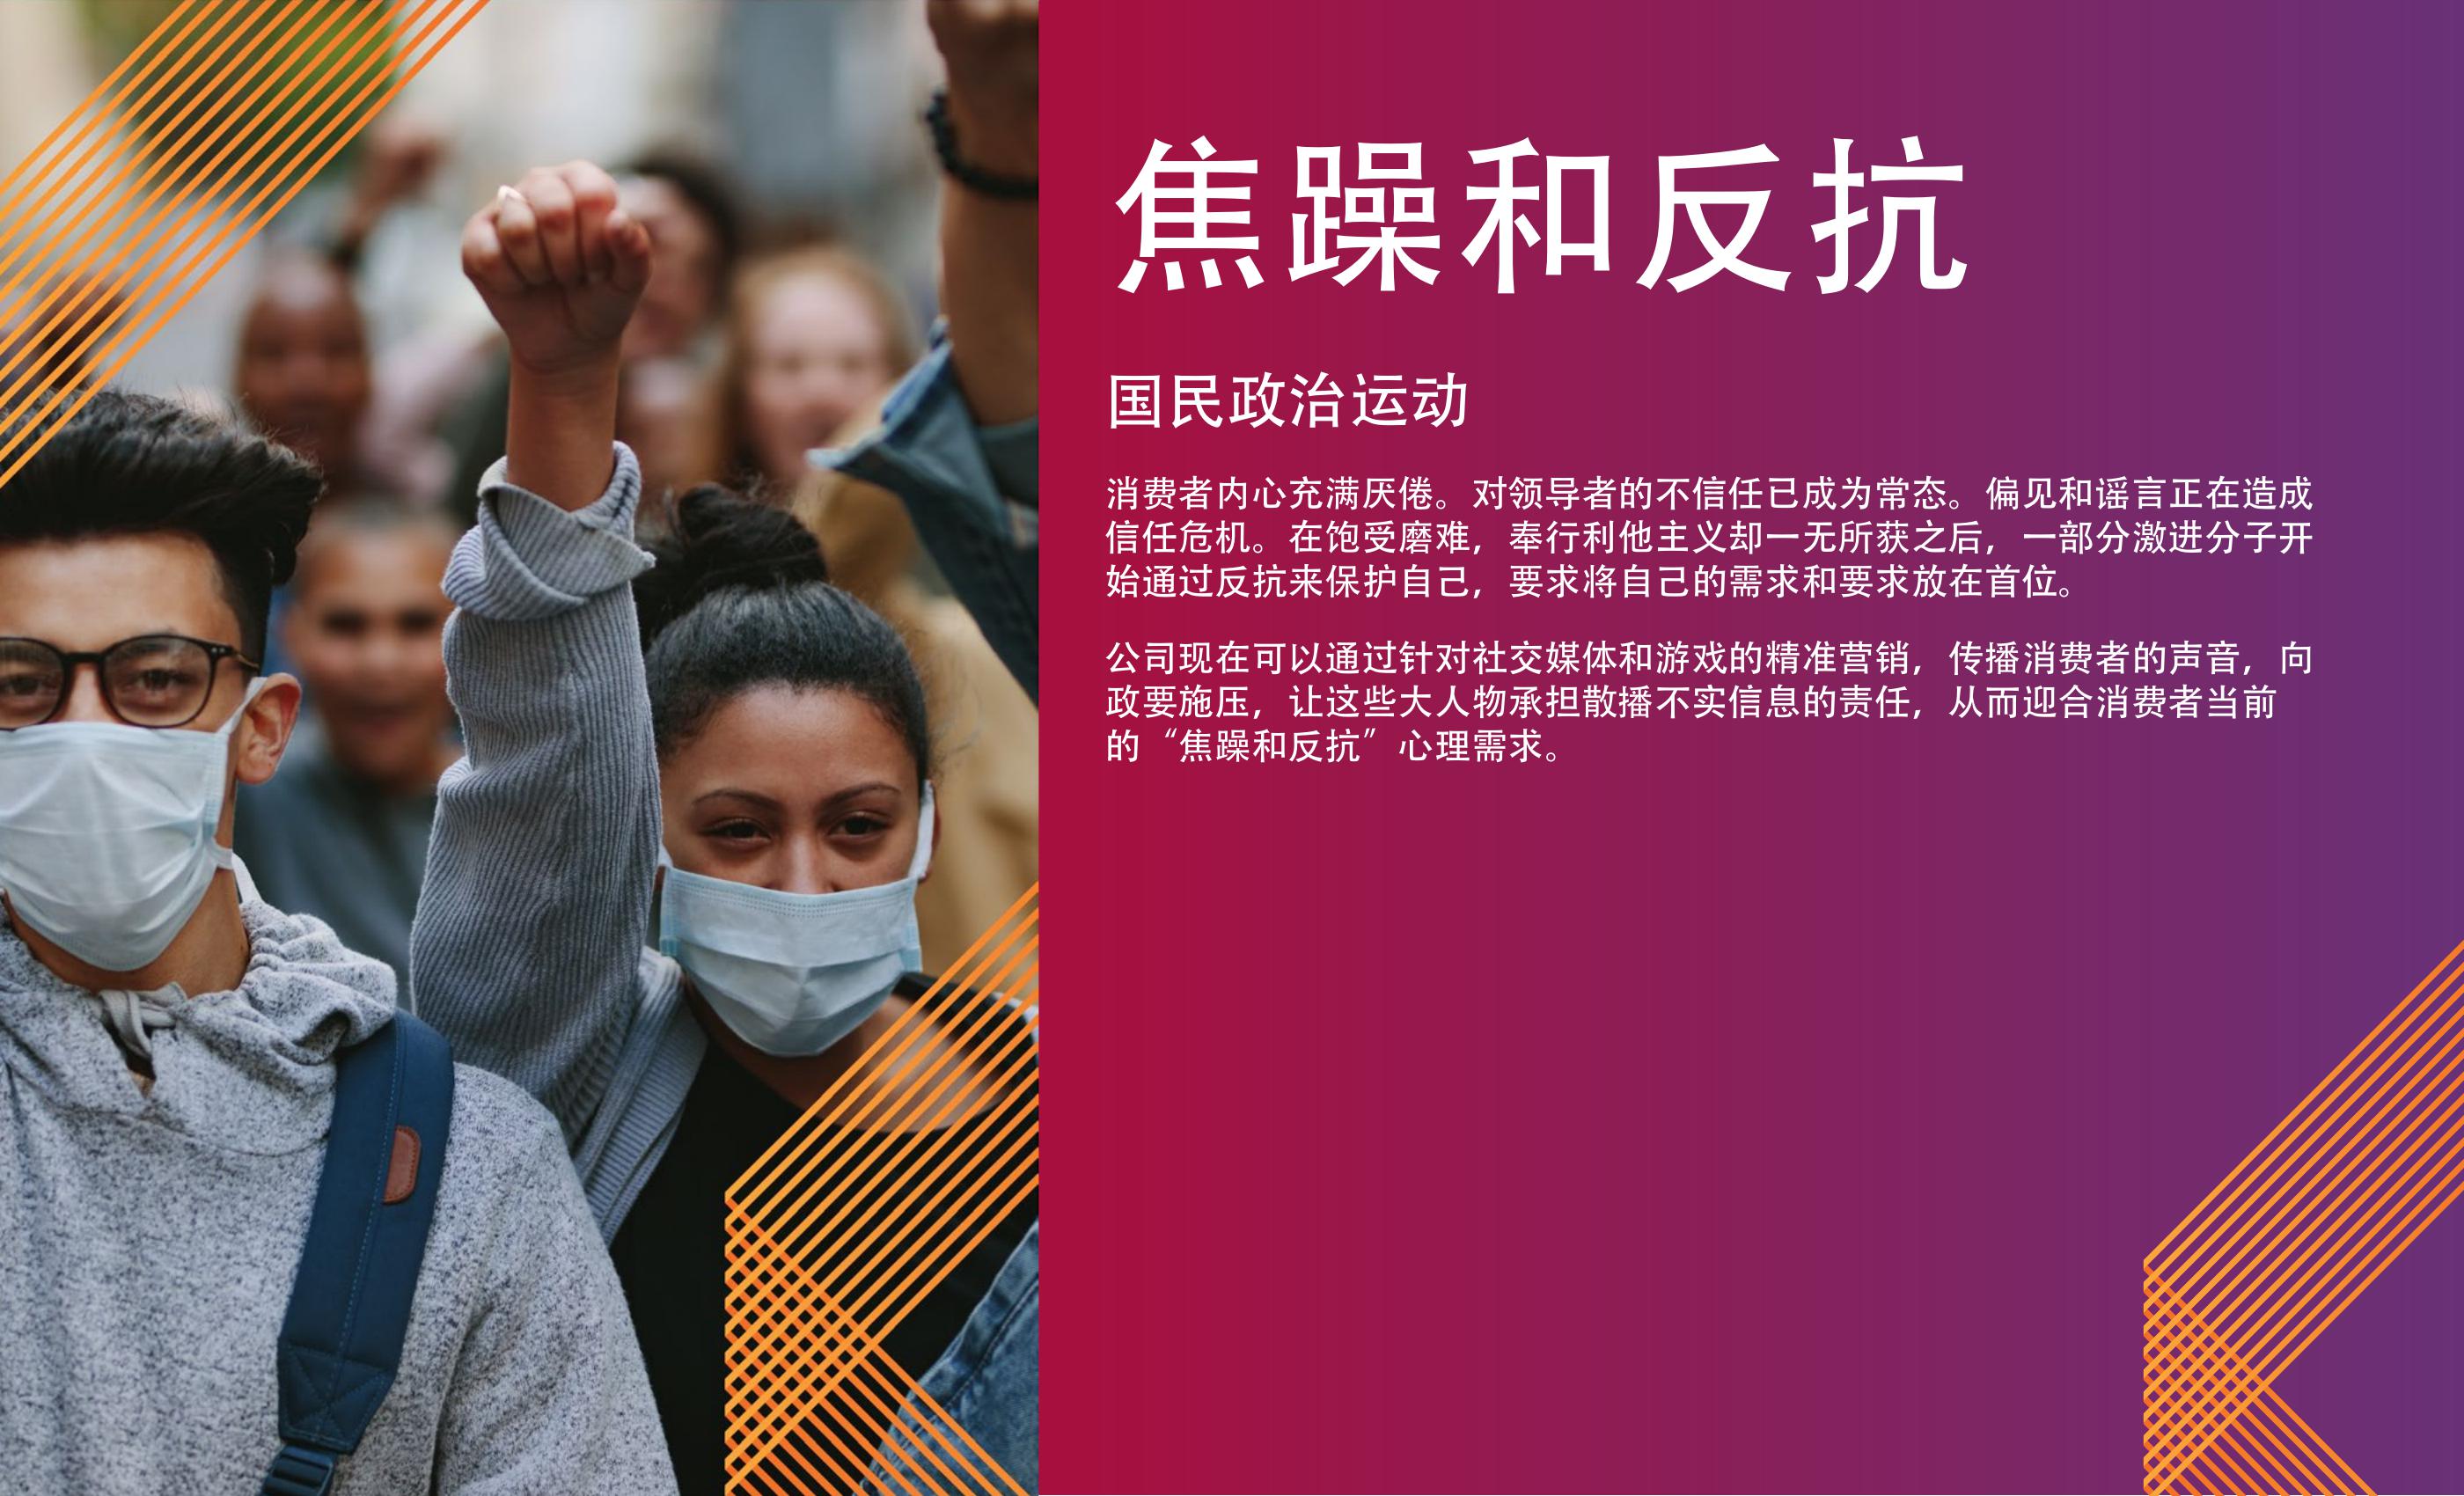 焦躁和反抗
国民政治运动
消费者内心充满厌倦。对领导者的不信任已成为常态。偏见和谣言正在造成
信任危机。在饱受磨难，奉行利他主义却一无所获之后，一部分激进分子开
始通过反抗来保护自己，要求将自己的需求和要求放在首位。
公司现在可以通过针对社交媒体和游戏的精准营销，传播消费者的声音，向
政要施压，让这些大人物承担散播不实信息的责任，从而迎合消费者当前
的“焦躁和反抗”心理需求。